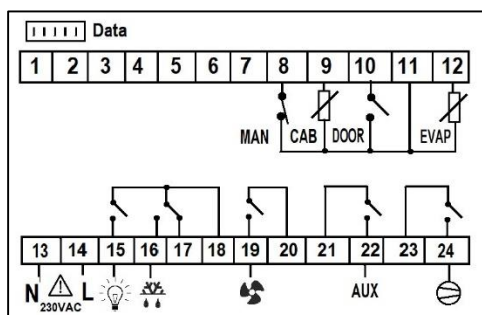 Data
1 2 3 4 5 6 7 8 9 10 11 12
MAN CAB DOOR EVAP
13 14 15 16 17 18 19 20 21 22 23 24
N L AUX
230VAC